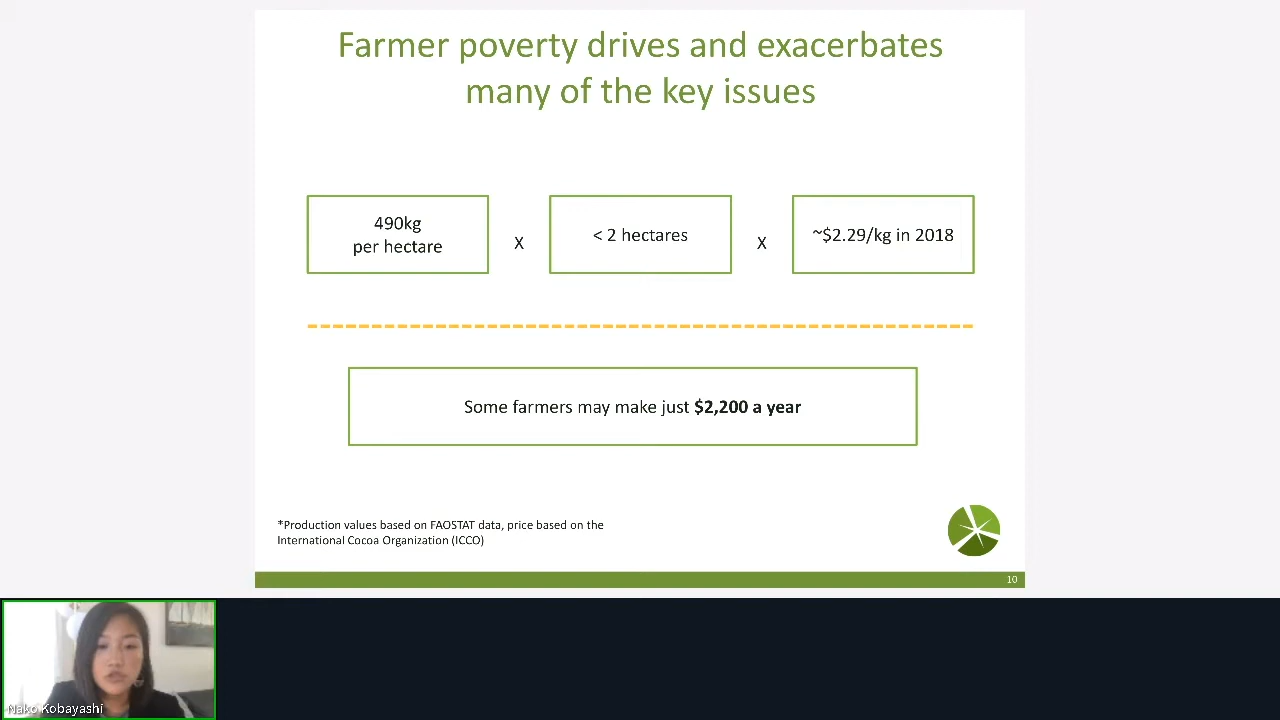 Farmer poverty drives and exacerbates
many of the key issues
490kg
per hectare
X
< 2 hectares
X
~$2.29/kg in 2018
Some farmers may make just $2,200 a year
*Production values based on FAOSTAT data, price based on the
International Cocoa Organization (ICCO)
10
Nako Kobayashi